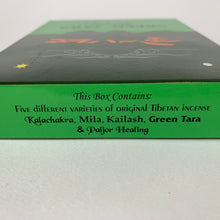 This Box Contains:
Five different varieties of original Tibetan incense
Kalachakra, Mila, Kailash, Green Tara
& Paljor Healing